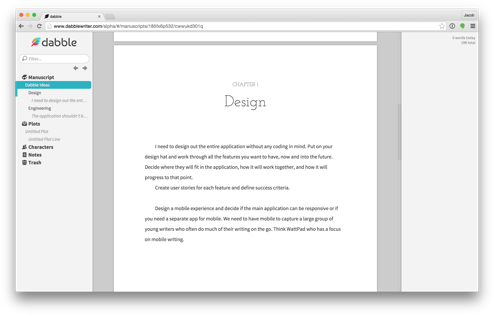 dabble
Jacob
www.dabblewriter.com/alpha/#/manuscripts/
dabble
Filter...
Manuscript
Dabble Ideas
Design
I need to design out the ent...
Engineering
The application shouldn't b...
Plots
Untitled Plot
Untitled Plot Line
Characters
Notes
Trash
CHAPTER 1
Design
I need to design out the entire application without any coding in mind. Put on your
design hat and work through all the features you want to have, now and into the future.
Decide where they will fit in the application, how it will work together, and how it will
progress to that point.
Create user stories for each feature and define success criteria.
Design a mobile experience and decide if the main application can be responsive or if
you need a separate app for mobile. We need to have mobile to capture a large group of
young writers who often do much of their writing on the go. Think WattPad who has a focus
on mobile writing.
0 words today
total